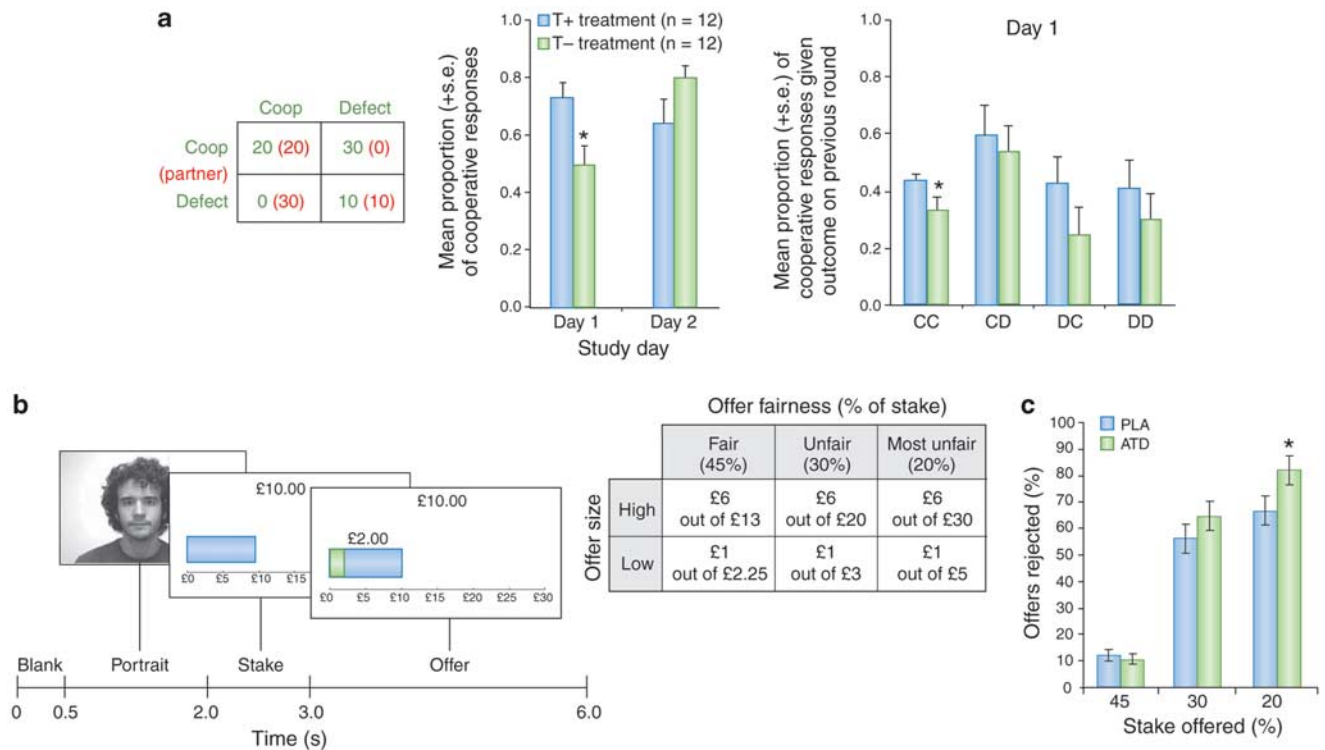 a
Coop Defect
Coop
(partner)
Defect
20 (20) 30 (0)
0 (30) 10 (10)
Mean proportion (+s.e.)
of cooperative responses
1.0
0.8
0.6
0.4
0.2
0.0
T+ treatment (n = 12)
T− treatment (n = 12)
*
Day 1 Day 2
Study day
Mean proportion (+s.e.) of
cooperative responses given
outcome on previous round
1.0
0.8
0.6
0.4
0.2
0.0
Day 1
*
CC CD DC DD
b
£10.00
£0 £5 £10 £15
£10.00
£2.00
£0 £5 £10 £15 £20 £25 £30
Blank Portrait Stake Offer
0 0.5 2.0 3.0 6.0
Time (s)
Offer fairness (% of stake)
Fair Unfair Most unfair
(45%) (30%) (20%)
Offer size
High
£6 £6 £6
out of £13 out of £20 out of £30
Low
£1 £1 £1
out of £2.25 out of £3 out of £5
c
Offers rejected (%)
100
90
80
70
60
50
40
30
20
10
0
PLA
ATD
*
45 30 20
Stake offered (%)